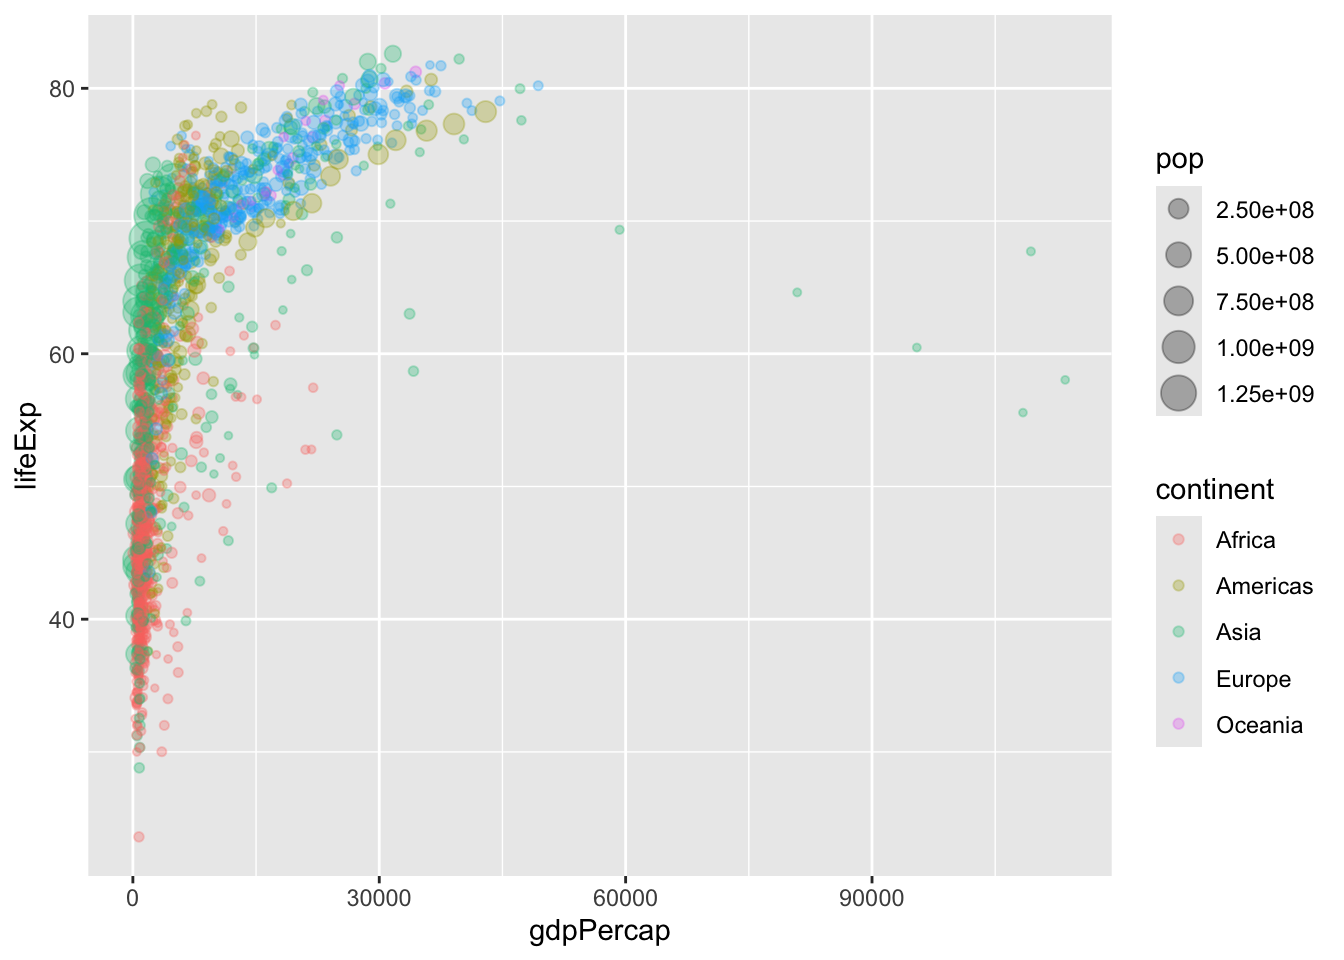 80
60
40
lifeExp
0
30000
60000
90000
gdpPercap
pop
2.50e+08
5.00e+08
7.50e+08
1.00e+09
1.25e+09
continent
Africa
Americas
Asia
Europe
Oceania